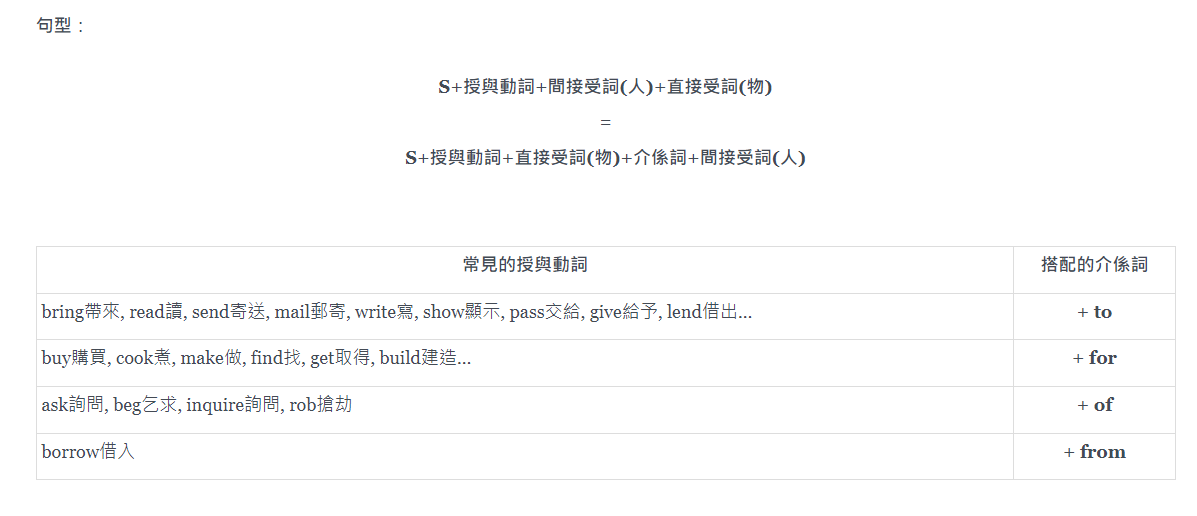 句型：
S+授與動詞+間接受詞(人)+直接受詞(物)
=
S+授與動詞+直接受詞(物)+介係詞+間接受詞(人)
常見的授與動詞 搭配的介係詞
bring帶來, read讀, send寄送, mail郵寄, write寫, show顯示, pass交給, give給予, lend借出... + to
buy購買, cook煮, make做, find找, get取得, build建造... + for
ask詢問, beg乞求, inquire詢問, rob搶劫 + of
borrow借入 + from